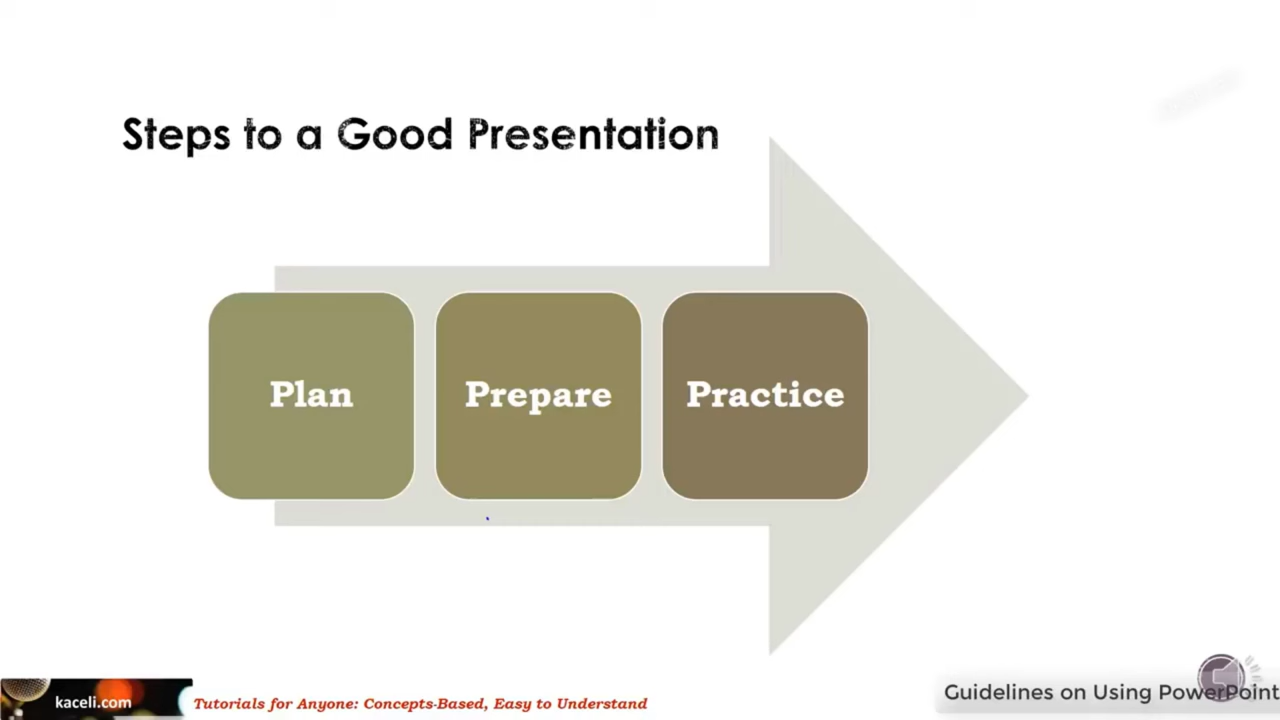 Steps to a Good Presentation
Plan
Prepare
Practice
kaceli.com
Tutorials for Anyone: Concepts-Based, Easy to Understand
Guidelines on Using PowerPoint